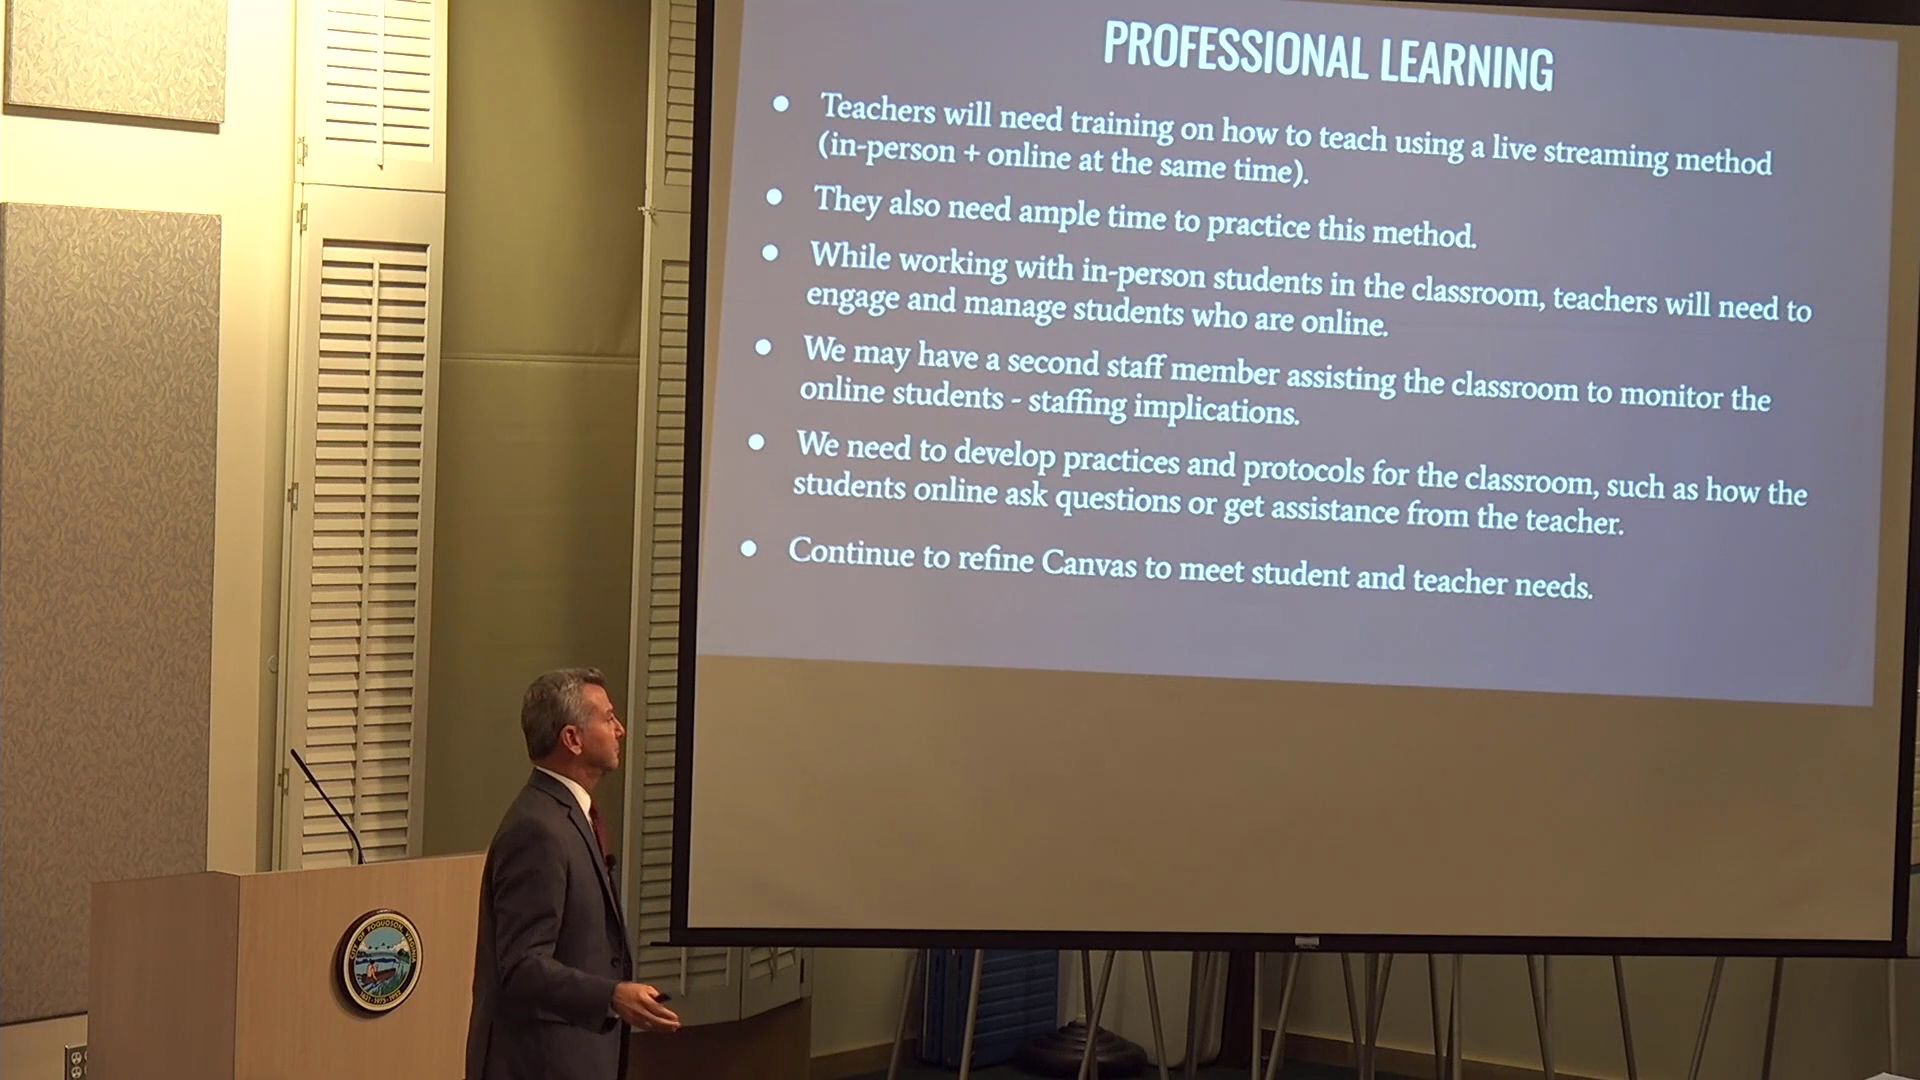 PROFESSIONAL LEARNING
● Teachers will need training on how to teach using a live streaming method
(in-person + online at the same time).
● They also need ample time to practice this method.
● While working with in-person students in the classroom, teachers will need to
engage and manage students who are online.
● We may have a second staff member assisting the classroom to monitor the
online students - staffing implications.
● We need to develop practices and protocols for the classroom, such as how the
students online ask questions or get assistance from the teacher.
● Continue to refine Canvas to meet student and teacher needs.
CITY OF POQUOSON, VIRGINIA